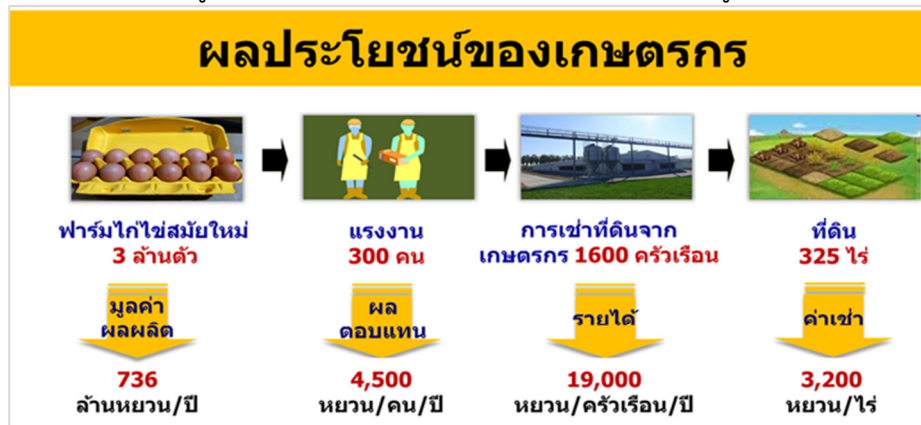 ผลประโยชน์ของเกษตรกร
ฟาร์มไก่ไข่สมัยใหม่
3 ล้านตัว
แรงงาน
300 คน
การเช่าที่ดินจาก
เกษตรกร 1600 ครัวเรือน
ที่ดิน
325 ไร่
มูลค่า
ผลผลิต
ผล
ตอบแทน
รายได้
ค่าเช่า
736
ล้านหยวน/ปี
4,500
หยวน/คน/ปี
19,000
หยวน/ครัวเรือน/ปี
3,200
หยวน/ไร่